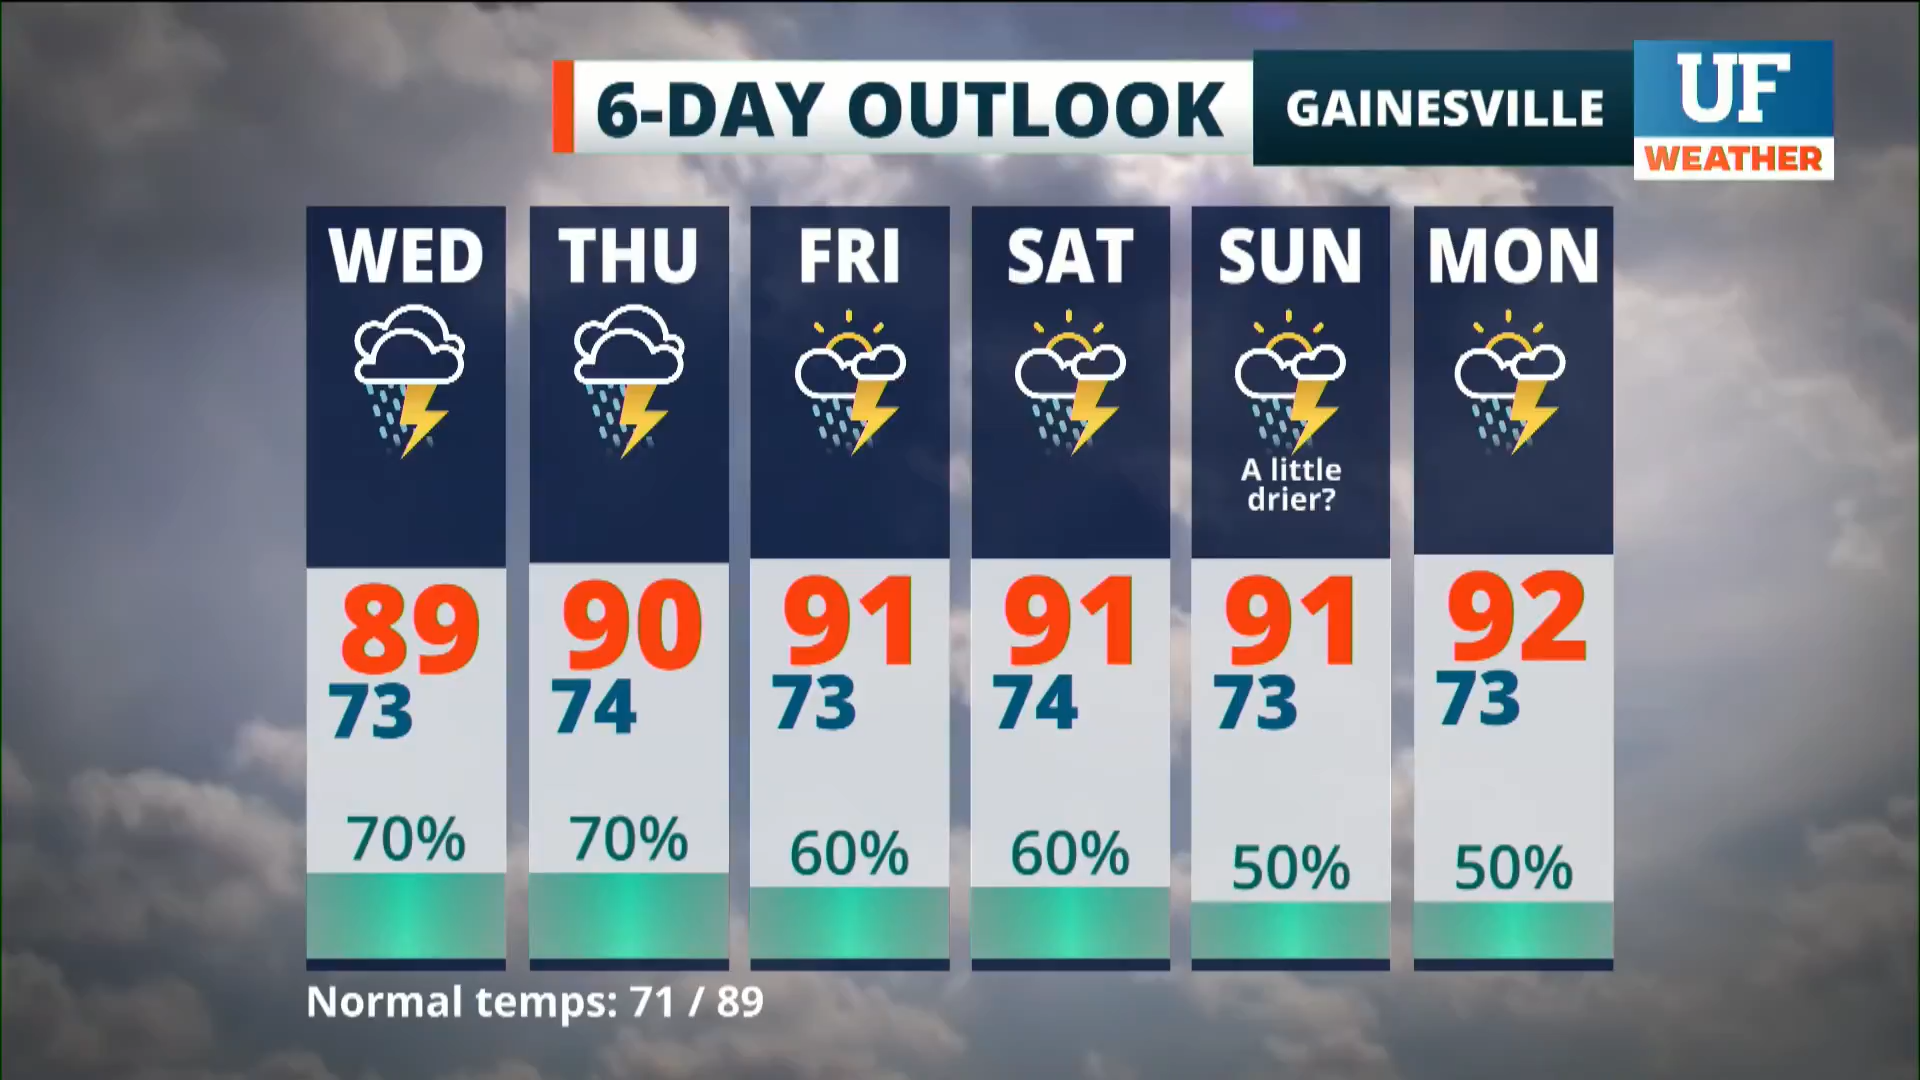 6-DAY OUTLOOK
GAINESVILLE
UF
WEATHER
WED
THU
FRI
SAT
SUN
MON
A little
drier?
89
90
91
91
91
92
73
74
73
74
73
73
70%
70%
60%
60%
50%
50%
Normal temps: 71 / 89